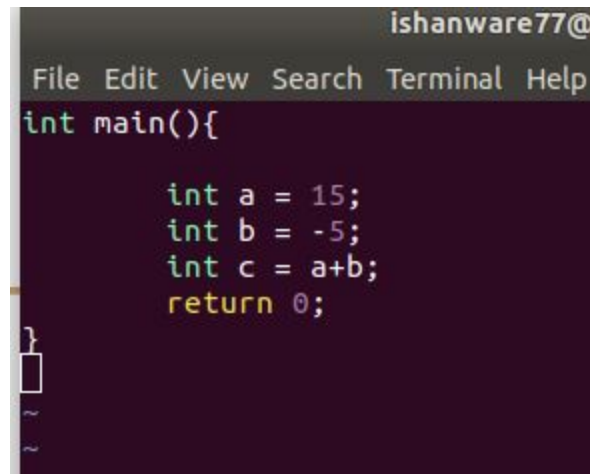 ishanware77@
File Edit View Search Terminal Help
int main(){
int a = 15;
int b = -5;
int c = a+b;
return 0;
}
~
~